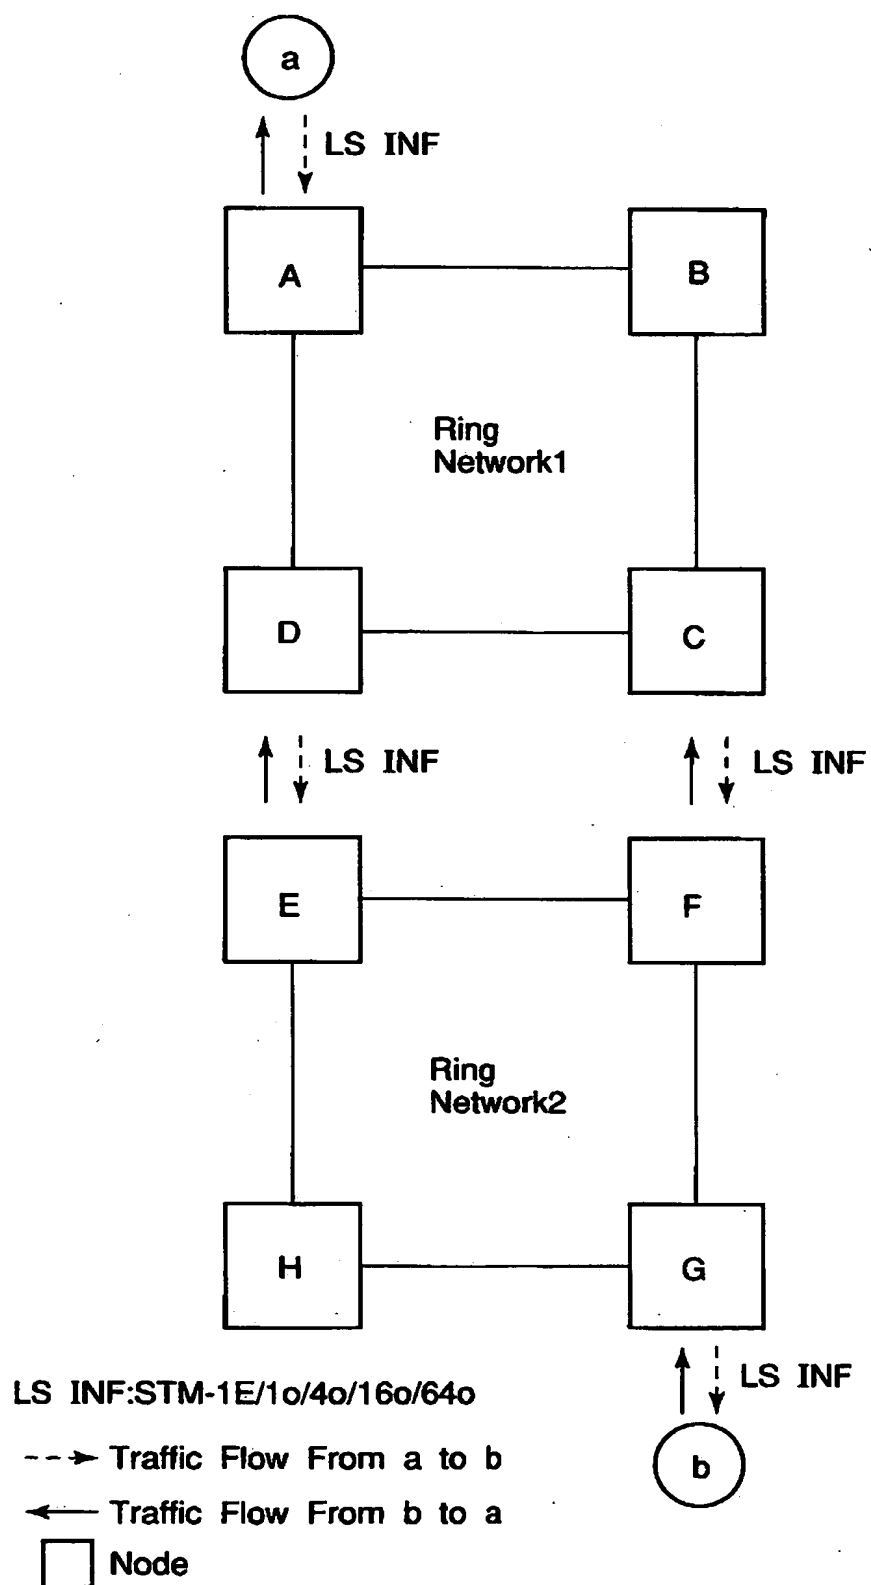 a
LS INF
A
B
Ring
Network1
D
C
LS INF
LS INF
E
F
Ring
Network2
H
G
LS INF:STM-1E/1o/4o/16o/64o
LS INF
Traffic Flow From a to b
b
Traffic Flow From b to a
Node